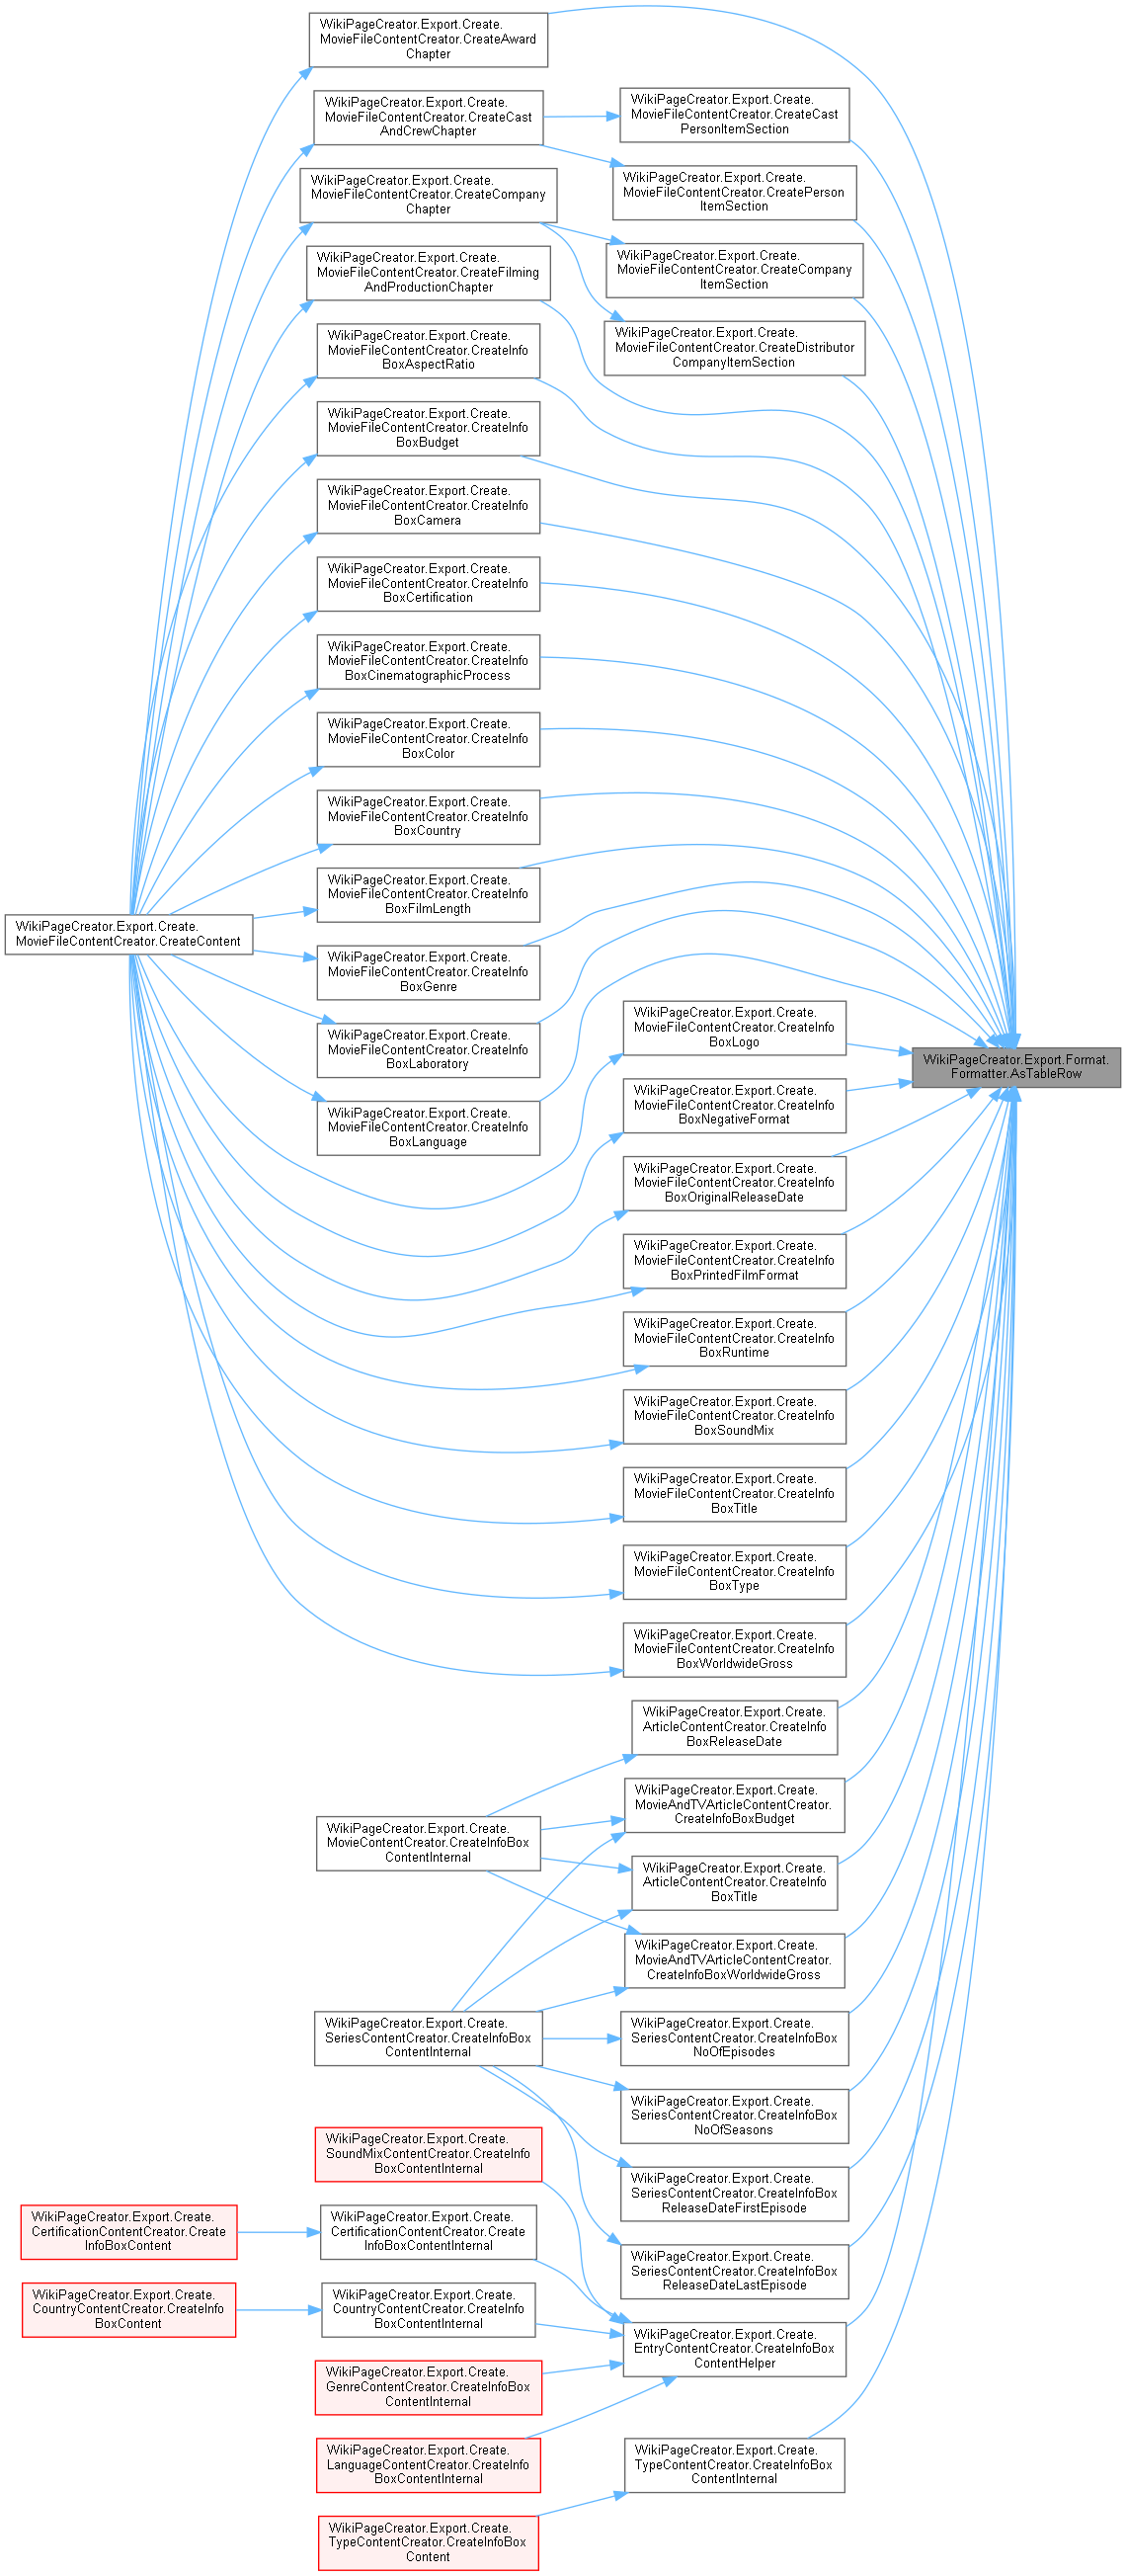 WikiPageCreator.Export.Create.
MovieFileContentCreator.CreateAward
Chapter
WikiPageCreator.Export.Create.
MovieFileContentCreator.CreateCast
AndCrewChapter
WikiPageCreator.Export.Create.
MovieFileContentCreator.CreateCast
PersonItemSection
WikiPageCreator.Export.Create.
MovieFileContentCreator.CreateCompany
Chapter
WikiPageCreator.Export.Create.
MovieFileContentCreator.CreatePerson
ItemSection
WikiPageCreator.Export.Create.
MovieFileContentCreator.CreateFilming
AndProductionChapter
WikiPageCreator.Export.Create.
MovieFileContentCreator.CreateCompany
ItemSection
WikiPageCreator.Export.Create.
MovieFileContentCreator.CreateInfo
BoxAspectRatio
WikiPageCreator.Export.Create.
MovieFileContentCreator.CreateDistributor
CompanyItemSection
WikiPageCreator.Export.Create.
MovieFileContentCreator.CreateInfo
BoxBudget
WikiPageCreator.Export.Create.
MovieFileContentCreator.CreateInfo
BoxCamera
WikiPageCreator.Export.Create.
MovieFileContentCreator.CreateInfo
BoxCertification
WikiPageCreator.Export.Create.
MovieFileContentCreator.CreateInfo
BoxCinematographicProcess
WikiPageCreator.Export.Create.
MovieFileContentCreator.CreateInfo
BoxColor
WikiPageCreator.Export.Create.
MovieFileContentCreator.CreateInfo
BoxCountry
WikiPageCreator.Export.Create.
MovieFileContentCreator.CreateInfo
BoxFilmLength
WikiPageCreator.Export.Create.
MovieFileContentCreator.CreateContent
WikiPageCreator.Export.Create.
MovieFileContentCreator.CreateInfo
BoxGenre
WikiPageCreator.Export.Create.
MovieFileContentCreator.CreateInfo
BoxLaboratory
WikiPageCreator.Export.Create.
MovieFileContentCreator.CreateInfo
BoxLogo
WikiPageCreator.Export.Format.
Formatter.AsTableRow
WikiPageCreator.Export.Create.
MovieFileContentCreator.CreateInfo
BoxLanguage
WikiPageCreator.Export.Create.
MovieFileContentCreator.CreateInfo
BoxNegativeFormat
WikiPageCreator.Export.Create.
MovieFileContentCreator.CreateInfo
BoxOriginalReleaseDate
WikiPageCreator.Export.Create.
MovieFileContentCreator.CreateInfo
BoxPrintedFilmFormat
WikiPageCreator.Export.Create.
MovieFileContentCreator.CreateInfo
BoxRuntime
WikiPageCreator.Export.Create.
MovieFileContentCreator.CreateInfo
BoxSoundMix
WikiPageCreator.Export.Create.
MovieFileContentCreator.CreateInfo
BoxTitle
WikiPageCreator.Export.Create.
MovieFileContentCreator.CreateInfo
BoxType
WikiPageCreator.Export.Create.
MovieFileContentCreator.CreateInfo
BoxWorldwideGross
WikiPageCreator.Export.Create.
ArticleContentCreator.CreateInfo
BoxReleaseDate
WikiPageCreator.Export.Create.
MovieAndTVArticleContentCreator.
CreateInfoBoxBudget
WikiPageCreator.Export.Create.
MovieContentCreator.CreateInfoBox
ContentInternal
WikiPageCreator.Export.Create.
ArticleContentCreator.CreateInfo
BoxTitle
WikiPageCreator.Export.Create.
MovieAndTVArticleContentCreator.
CreateInfoBoxWorldwideGross
WikiPageCreator.Export.Create.
SeriesContentCreator.CreateInfoBox
ContentInternal
WikiPageCreator.Export.Create.
SeriesContentCreator.CreateInfoBox
NoOfEpisodes
WikiPageCreator.Export.Create.
SeriesContentCreator.CreateInfoBox
NoOfSeasons
WikiPageCreator.Export.Create.
SoundMixContentCreator.CreateInfo
BoxContentInternal
WikiPageCreator.Export.Create.
SeriesContentCreator.CreateInfoBox
ReleaseDateFirstEpisode
WikiPageCreator.Export.Create.
CertificationContentCreator.Create
InfoBoxContent
WikiPageCreator.Export.Create.
CertificationContentCreator.Create
InfoBoxContentInternal
WikiPageCreator.Export.Create.
SeriesContentCreator.CreateInfoBox
ReleaseDateLastEpisode
WikiPageCreator.Export.Create.
CountryContentCreator.CreateInfo
BoxContent
WikiPageCreator.Export.Create.
CountryContentCreator.CreateInfo
BoxContentInternal
WikiPageCreator.Export.Create.
EntryContentCreator.CreateInfoBox
ContentHelper
WikiPageCreator.Export.Create.
GenreContentCreator.CreateInfoBox
ContentInternal
WikiPageCreator.Export.Create.
LanguageContentCreator.CreateInfo
BoxContentInternal
WikiPageCreator.Export.Create.
TypeContentCreator.CreateInfoBox
ContentInternal
WikiPageCreator.Export.Create.
TypeContentCreator.CreateInfoBox
Content